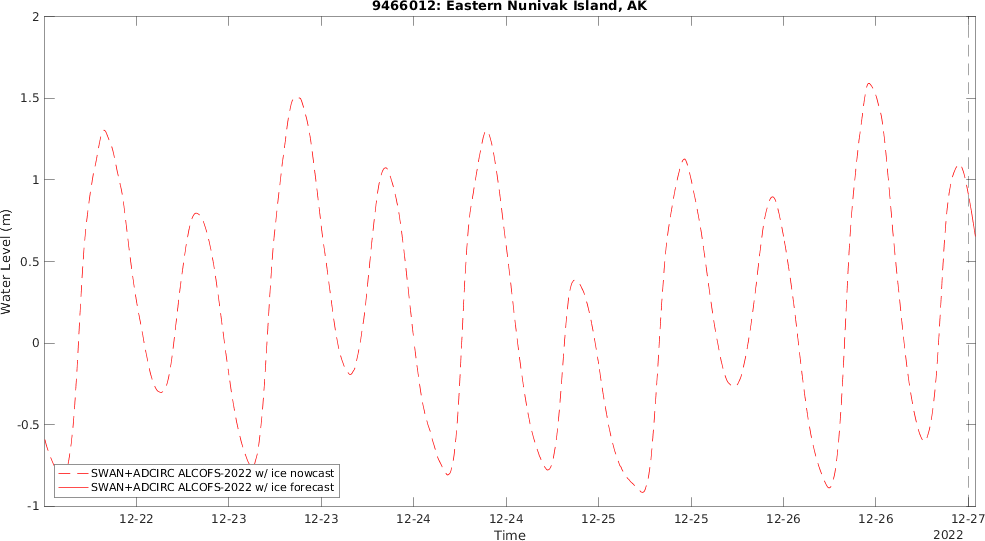 9466012: Eastern Nunivak Island, AK
2
1.5
1
0.5
0
-0.5
-1
Water Level (m)
SWAN+ADCIRC ALCOFS-2022 w/ ice nowcast
SWAN+ADCIRC ALCOFS-2022 w/ ice forecast
12-22 12-23 12-23 12-24 12-24 12-25 12-25 12-26 12-26 12-27
Time
2022